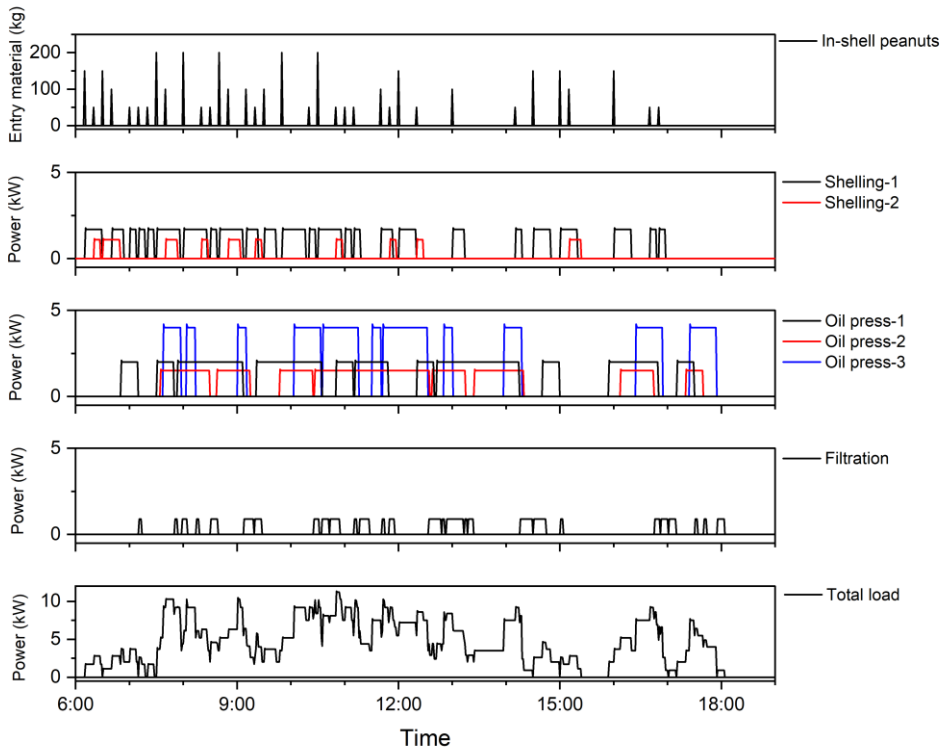 Entry material (kg)
200
100
0
In-shell peanuts
Power (kW)
5
0
Shelling-1
Shelling-2
Power (kW)
5
0
Oil press-1
Oil press-2
Oil press-3
Power (kW)
5
0
Filtration
Power (kW)
10
5
0
Total load
6:00 9:00 12:00 15:00 18:00
Time